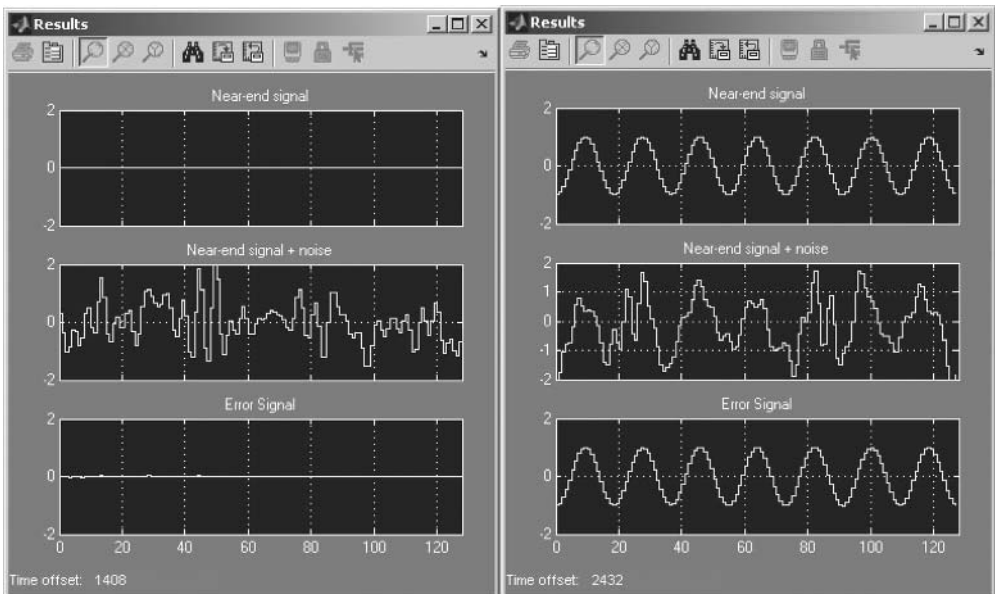 Results
Near-end signal
2
0
-2
Near-end signal + noise
2
0
-2
Error Signal
2
0
-2
0 20 40 60 80 100 120
Time offset: 1408
Results
Near-end signal
2
0
-2
Near-end signal + noise
2
1
0
-1
-2
Error Signal
2
0
-2
0 20 40 60 80 100 120
Time offset: 2432